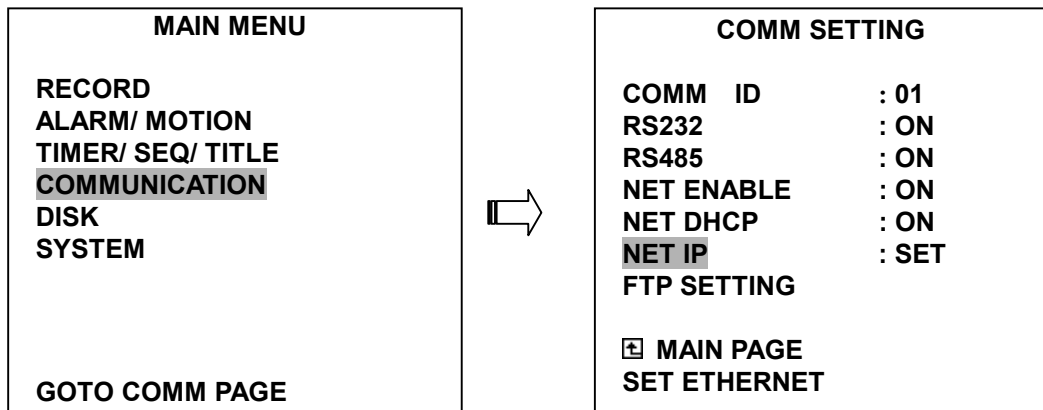 MAIN MENU
RECORD
ALARM/ MOTION
TIMER/ SEQ/ TITLE
COMMUNICATION
DISK
SYSTEM
GOTO COMM PAGE
COMM SETTING
COMM ID : 01
RS232 : ON
RS485 : ON
NET ENABLE : ON
NET DHCP : ON
NET IP : SET
FTP SETTING
MAIN PAGE
SET ETHERNET